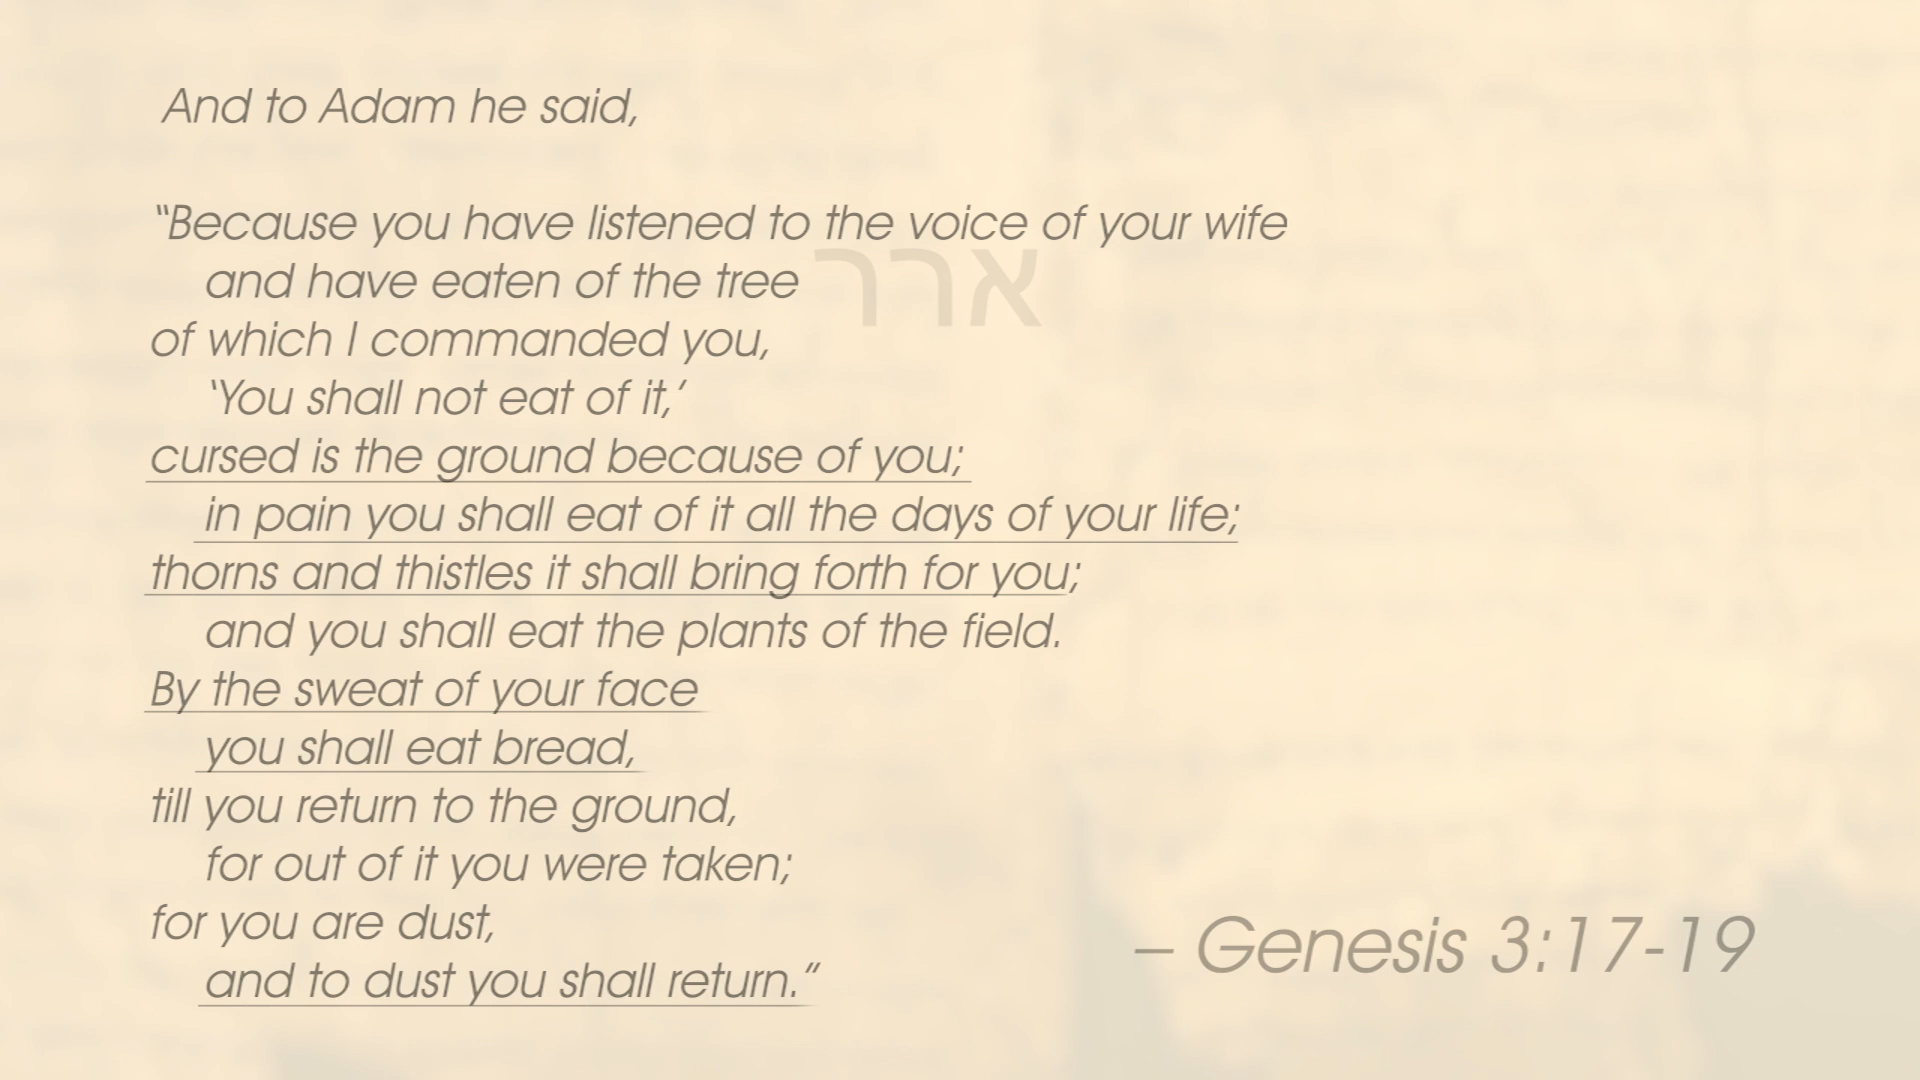 And to Adam he said,
“Because you have listened to the voice of your wife
and have eaten of the tree
ארר
of which I commanded you,
‘You shall not eat of it,’
cursed is the ground because of you;
in pain you shall eat of it all the days of your life;
thorns and thistles it shall bring forth for you;
and you shall eat the plants of the field.
By the sweat of your face
you shall eat bread,
till you return to the ground,
for out of it you were taken;
for you are dust,
and to dust you shall return.”
– Genesis 3:17-19